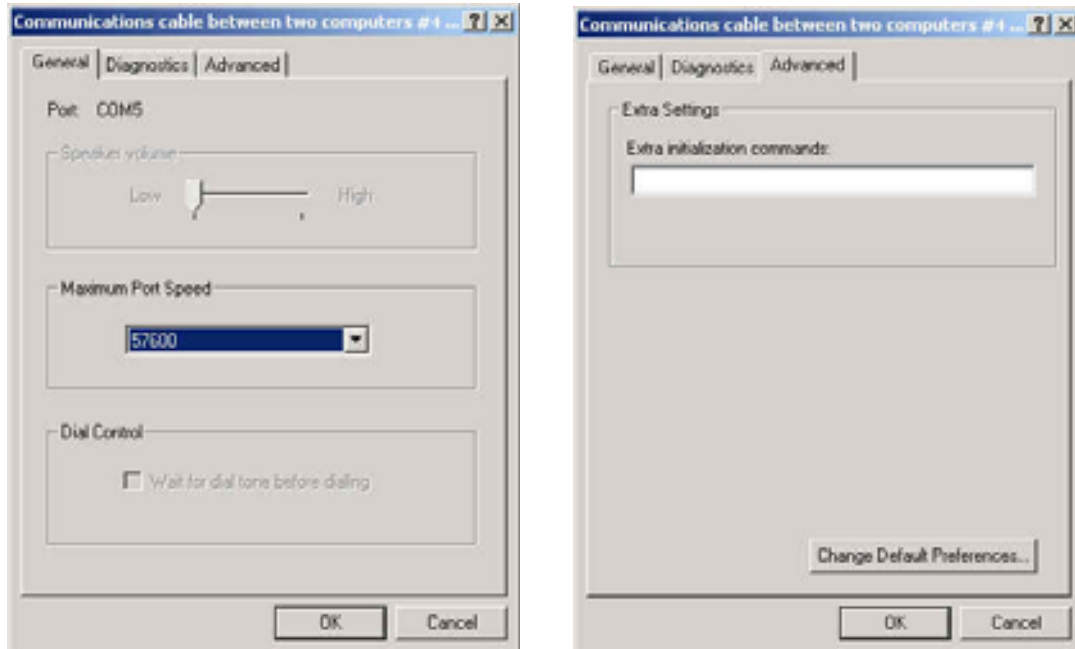 Communications cable between two computers #4 ...
General Diagnostics Advanced
Port: COM5
Speaker volume
Low High
Maximum Port Speed
57600
Dial Control
Wait for dial tone before dialing
OK Cancel
Communications cable between two computers #4 ...
General Diagnostics Advanced
Extra Settings
Extra initialization commands:
Change Default Preferences...
OK Cancel